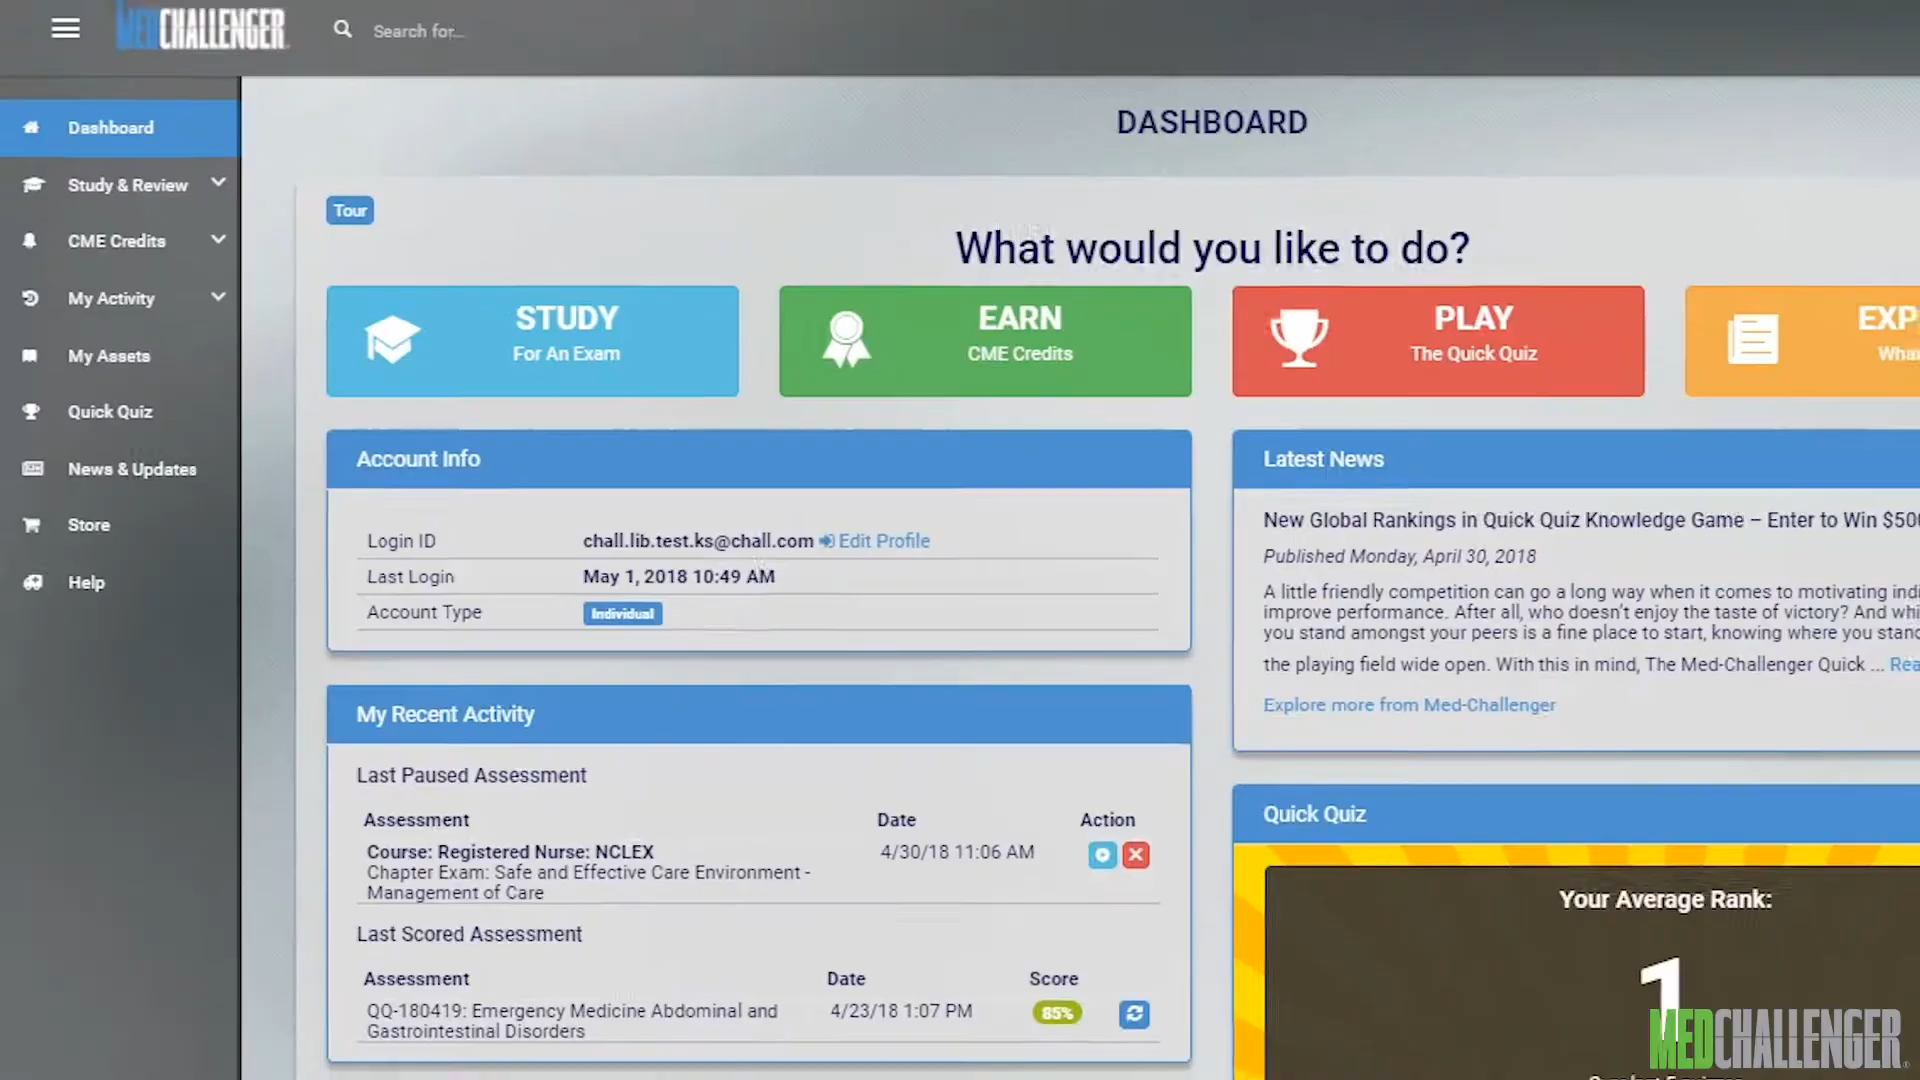 MEDCHALLENGER
Search for...
Dashboard
Study & Review
CME Credits
My Activity
My Assets
Quick Quiz
News & Updates
Store
Help
DASHBOARD
Tour
What would you like to do?
STUDY
For An Exam
EARN
CME Credits
PLAY
The Quick Quiz
EXP
Account Info
Login ID
chall.lib.test.ks@chall.com Edit Profile
Last Login
May 1, 2018 10:49 AM
Account Type
Individual
My Recent Activity
Last Paused Assessment
Assessment Date Action
Course: Registered Nurse: NCLEX 4/30/18 11:06 AM
Chapter Exam: Safe and Effective Care Environment -
Management of Care
Last Scored Assessment
Assessment Date Score
QQ-180419: Emergency Medicine Abdominal and 4/23/18 1:07 PM 85%
Gastrointestinal Disorders
Latest News
New Global Rankings in Quick Quiz Knowledge Game – Enter to Win $500
Published Monday, April 30, 2018
A little friendly competition can go a long way when it comes to motivating indi
improve performance. After all, who doesn't enjoy the taste of victory? And whi
you stand amongst your peers is a fine place to start, knowing where you stand
the playing field wide open. With this in mind, The Med-Challenger Quick ... Rea
Explore more from Med-Challenger
Quick Quiz
Your Average Rank:
1
MEDCHALLENGER